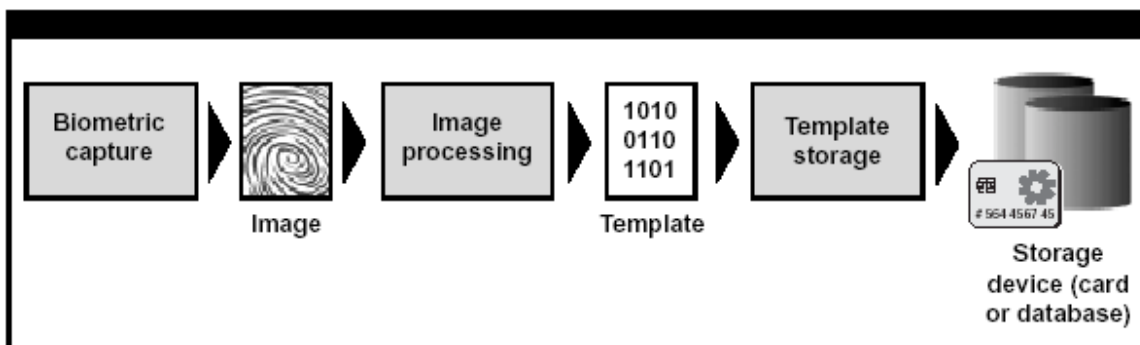 Biometric
capture
Image
Image
processing
1010
0110
1101
Template
Template
storage
# 564 4567 45
Storage
device (card
or database)